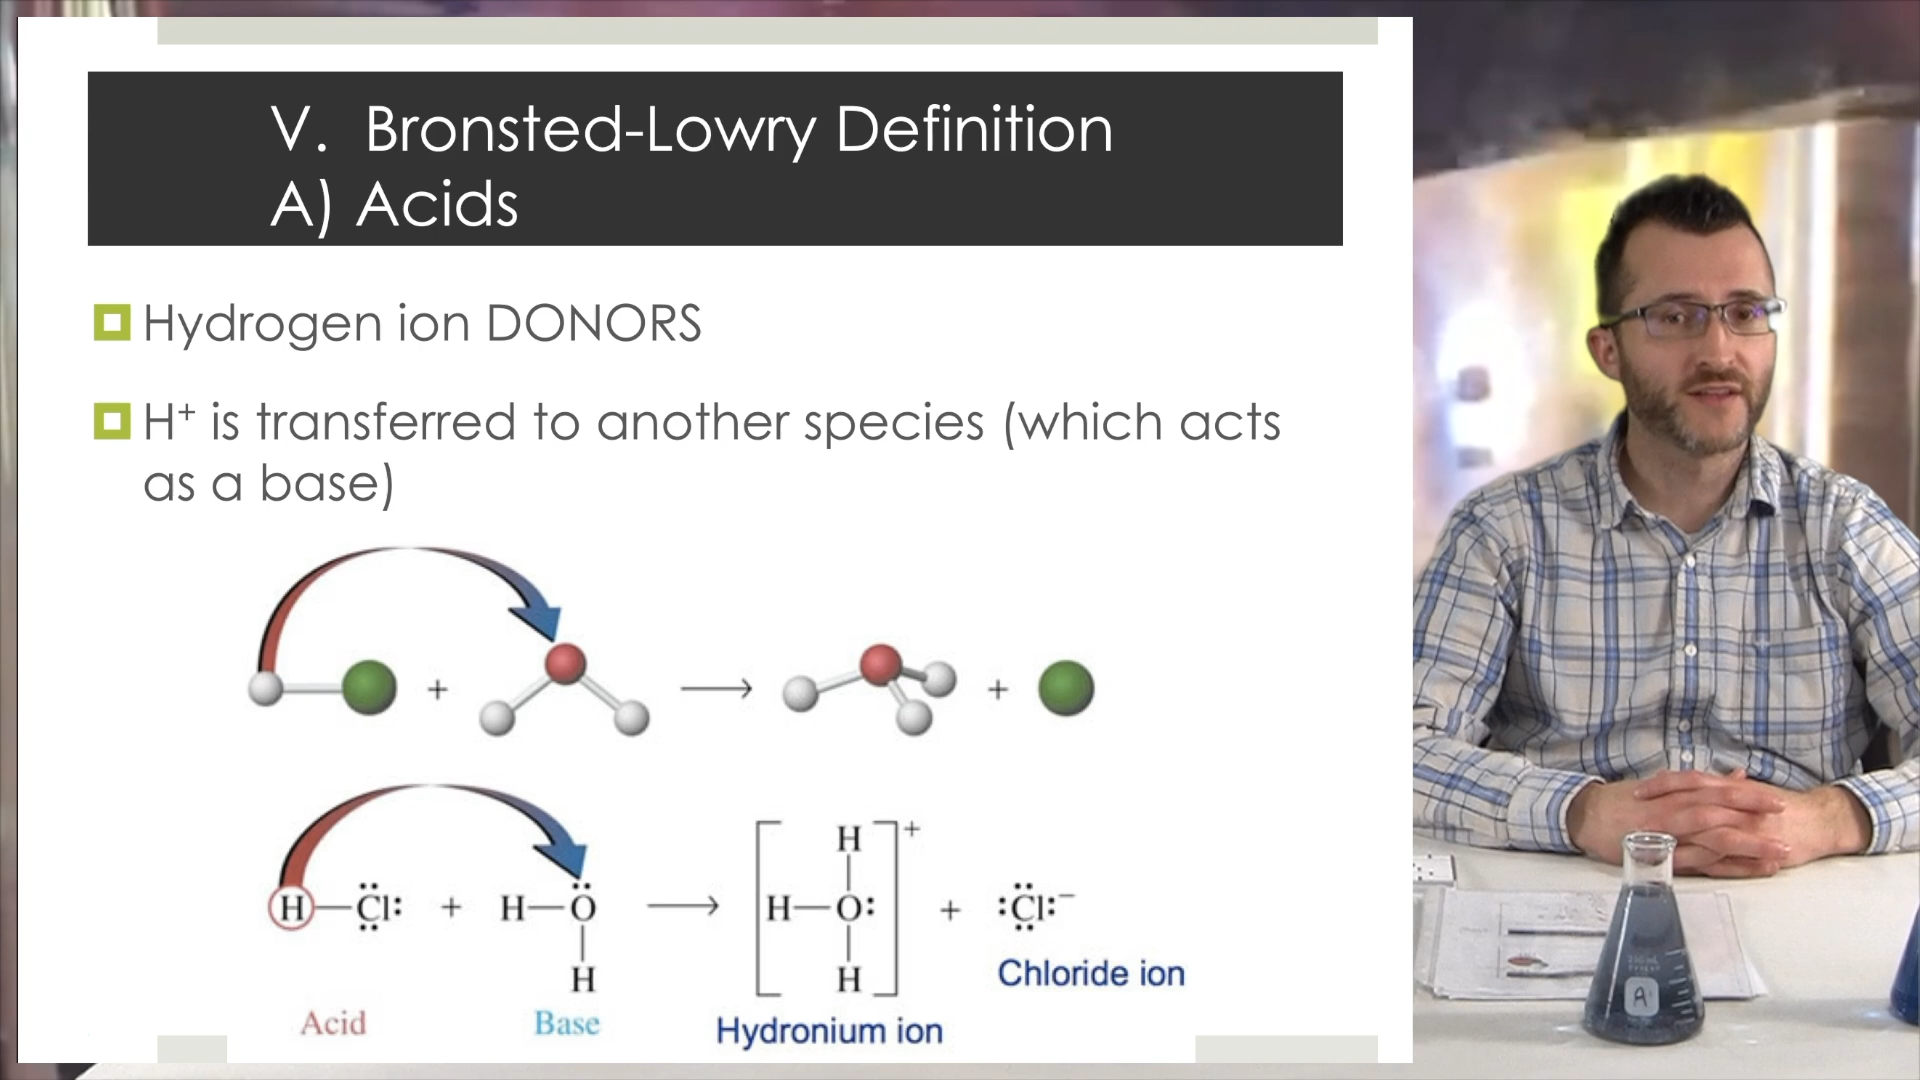 V. Bronsted-Lowry Definition
A) Acids
Hydrogen ion DONORS
H⁺ is transferred to another species (which acts
as a base)
+ +
H—Cl: + H—O H—O: + :Cl:⁻
H H H
+
Chloride ion
Acid Base Hydronium ion
A